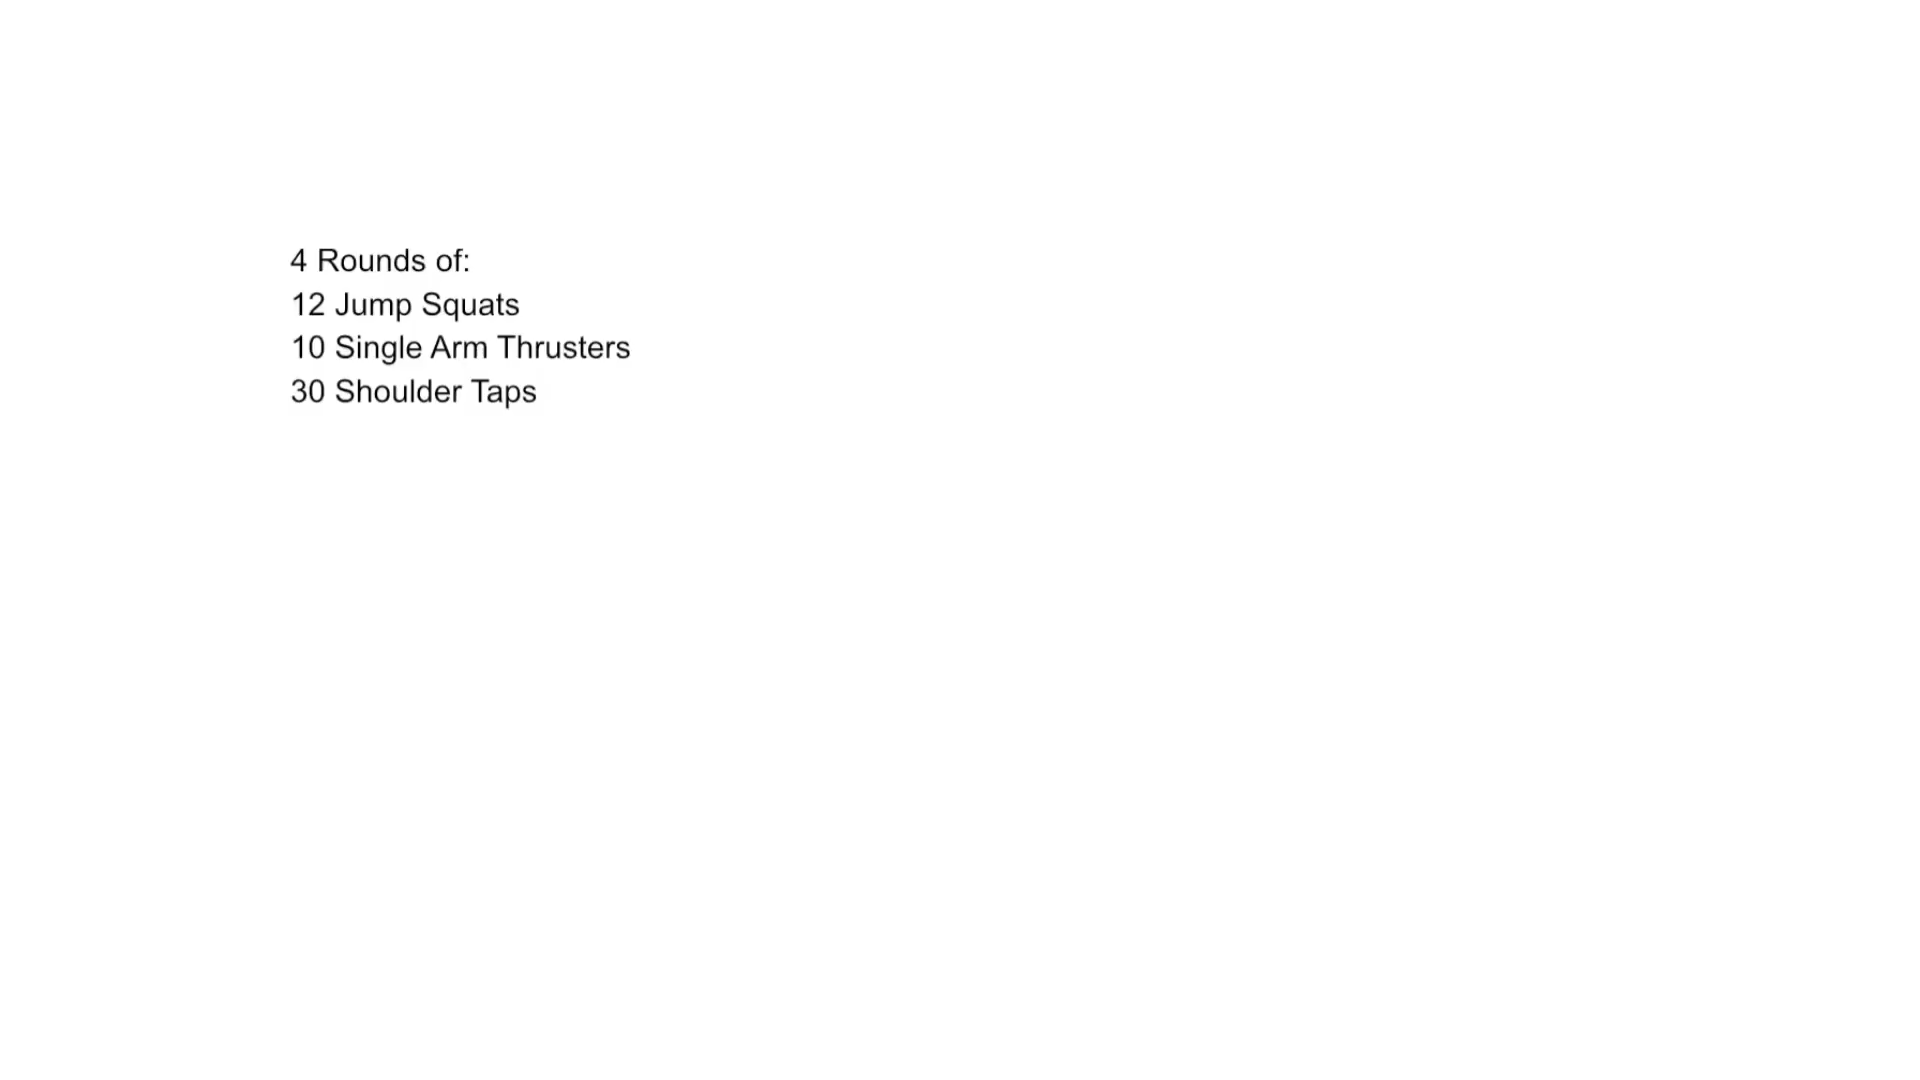 4 Rounds of:
12 Jump Squats
10 Single Arm Thrusters
30 Shoulder Taps